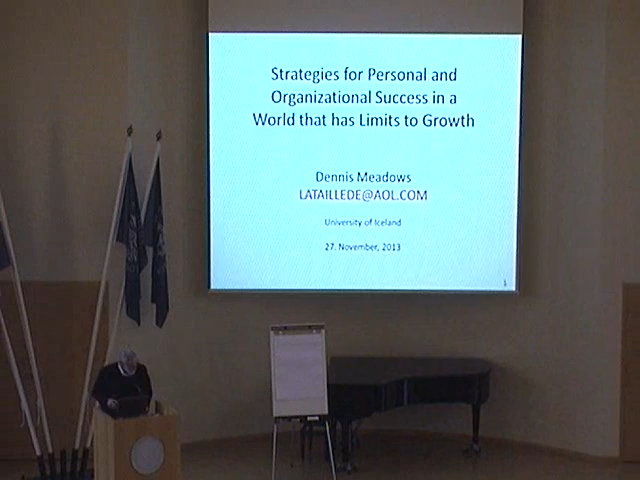 Strategies for Personal and
Organizational Success in a
World that has Limits to Growth
Dennis Meadows
LATAILLEDE@AOL.COM
University of Iceland
27. November, 2013
1